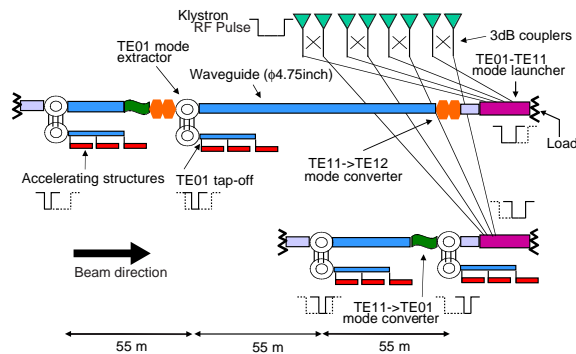 Klystron
RF Pulse
3dB couplers
TE01 mode
extractor
Waveguide (ϕ4.75inch)
TE01-TE11
mode launcher
TE11->TE12
mode converter
Load
Accelerating structures
TE01 tap-off
Beam direction
TE11->TE01
mode converter
55 m
55 m
55 m